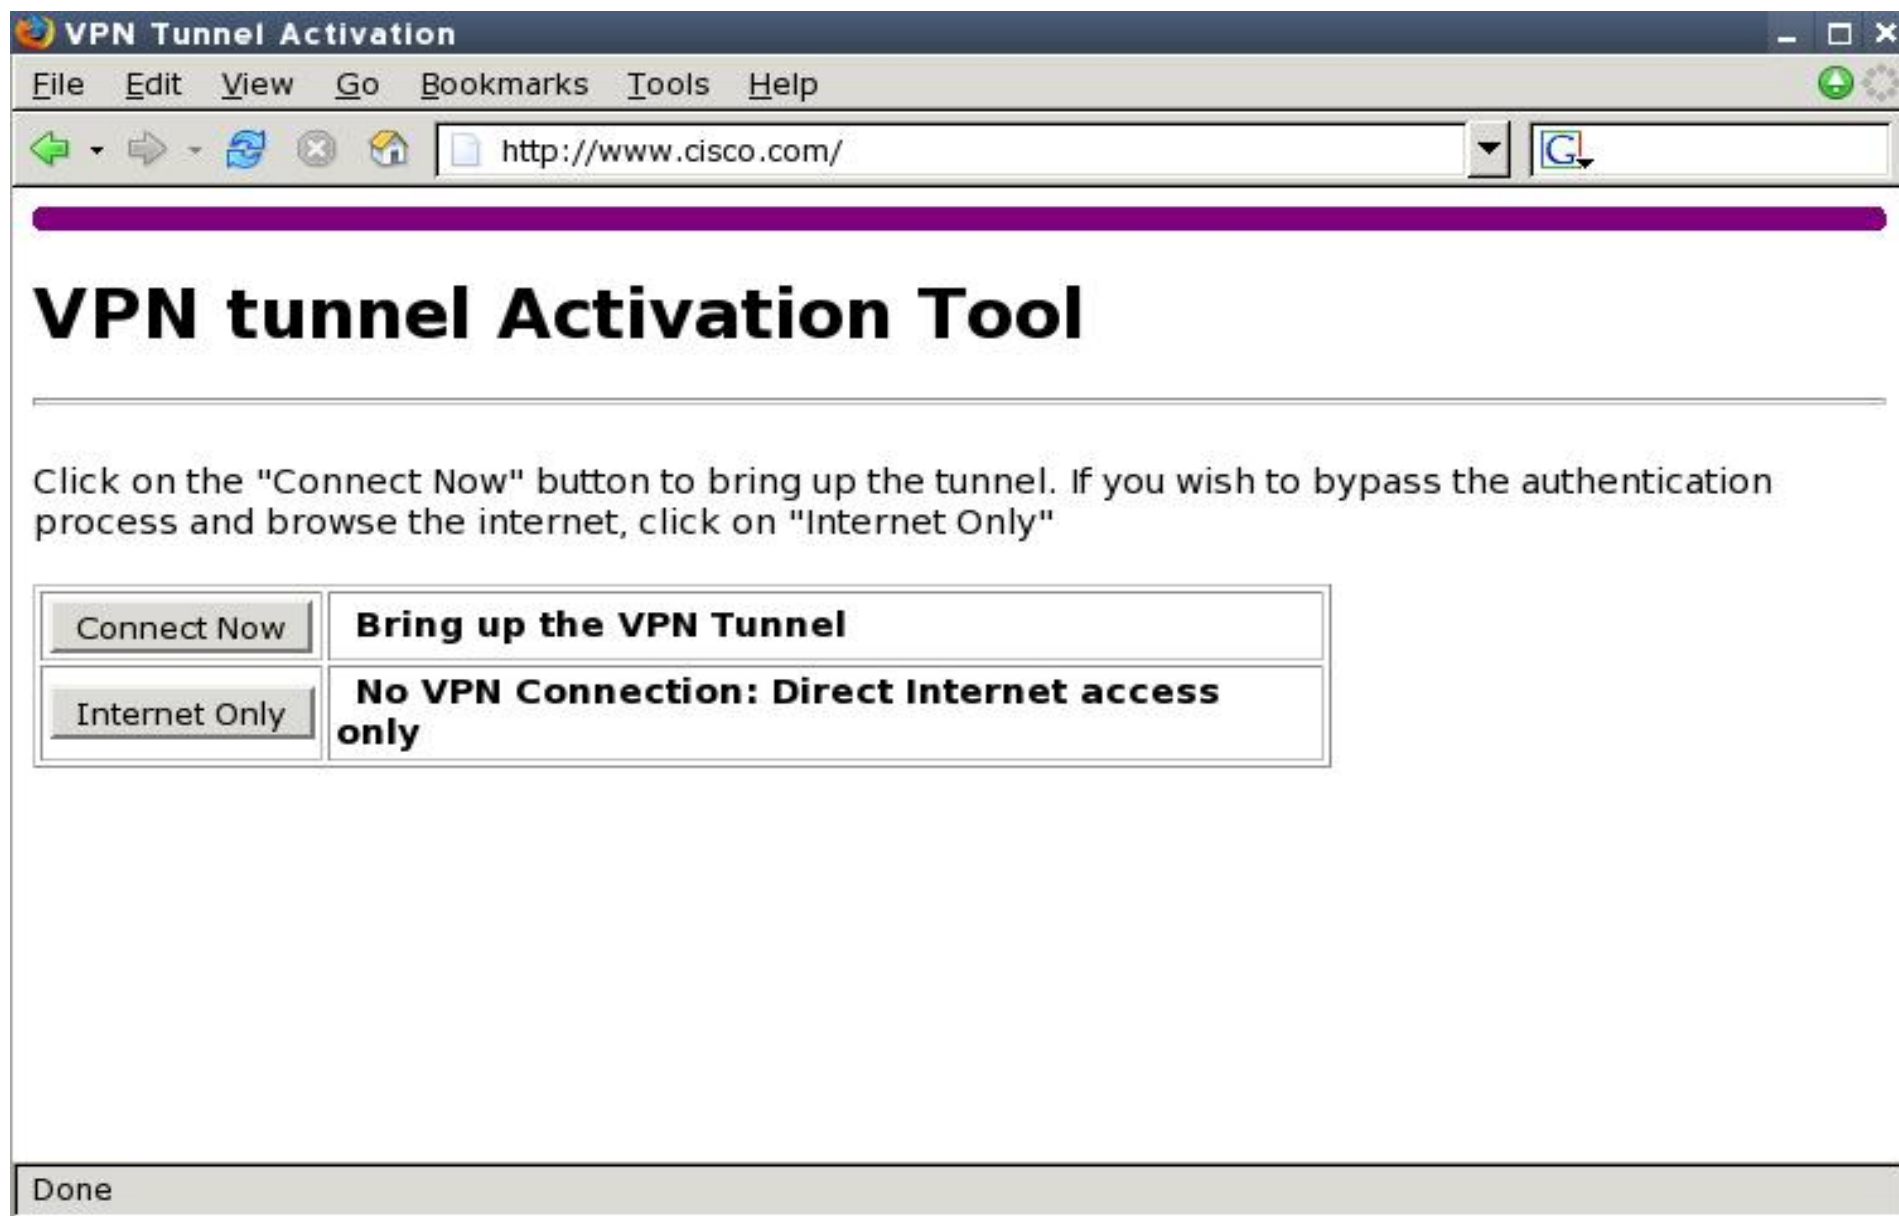 VPN Tunnel Activation
File Edit View Go Bookmarks Tools Help
http://www.cisco.com/
G
VPN tunnel Activation Tool
Click on the "Connect Now" button to bring up the tunnel. If you wish to bypass the authentication
process and browse the internet, click on "Internet Only"
Connect Now Bring up the VPN Tunnel
Internet Only No VPN Connection: Direct Internet access
only
Done